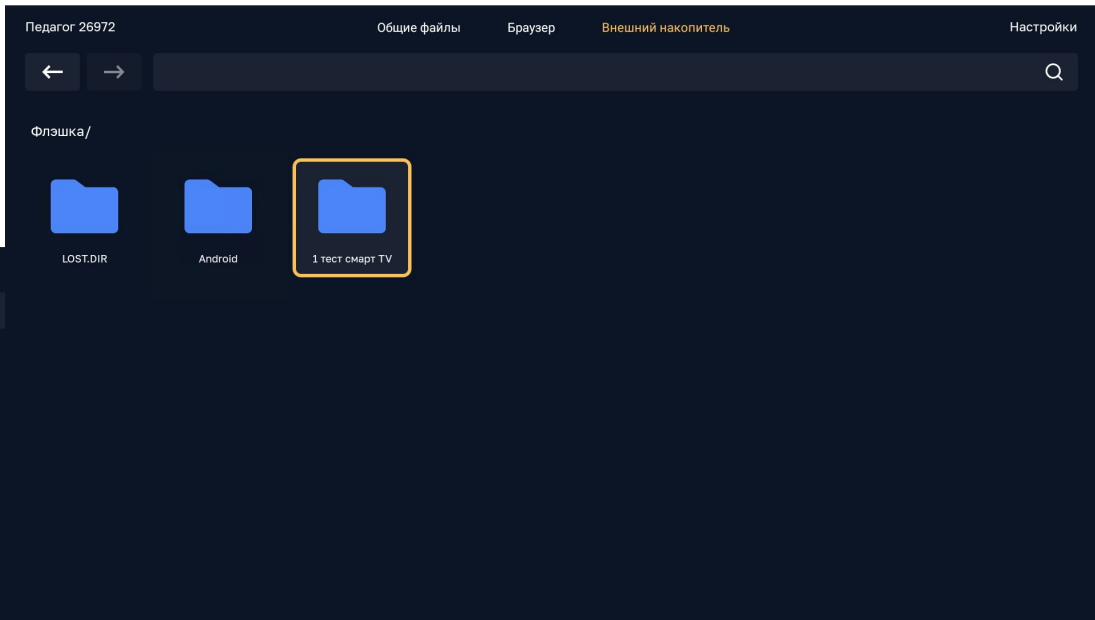 Педагог 26972 Общие файлы Браузер Внешний накопитель Настройки
Флэшка/
LOST.DIR Android 1 тест смарт TV